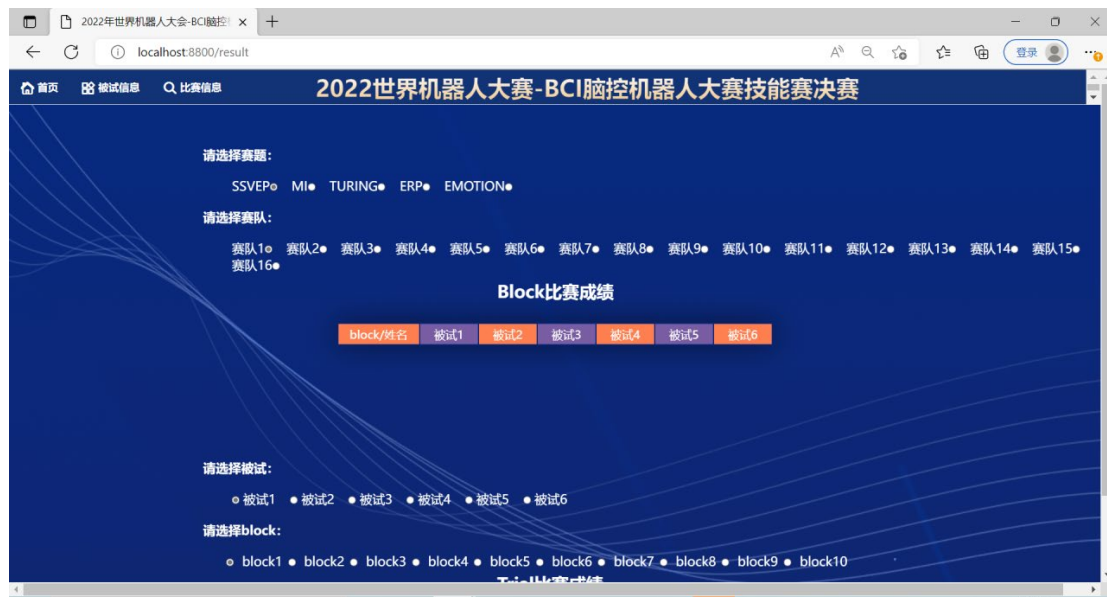 2022年世界机器人大会-BCI脑控
localhost:8800/result
登录
首页 被试信息 比赛信息 2022世界机器人大赛-BCI脑控机器人大赛技能赛决赛
请选择赛题：
SSVEP MI TURING ERP EMOTION
请选择赛队：
赛队1 赛队2 赛队3 赛队4 赛队5 赛队6 赛队7 赛队8 赛队9 赛队10 赛队11 赛队12 赛队13 赛队14 赛队15
赛队16
Block比赛成绩
block/姓名 被试1 被试2 被试3 被试4 被试5 被试6
请选择被试：
被试1 被试2 被试3 被试4 被试5 被试6
请选择block：
block1 block2 block3 block4 block5 block6 block7 block8 block9 block10
Trial比赛成绩